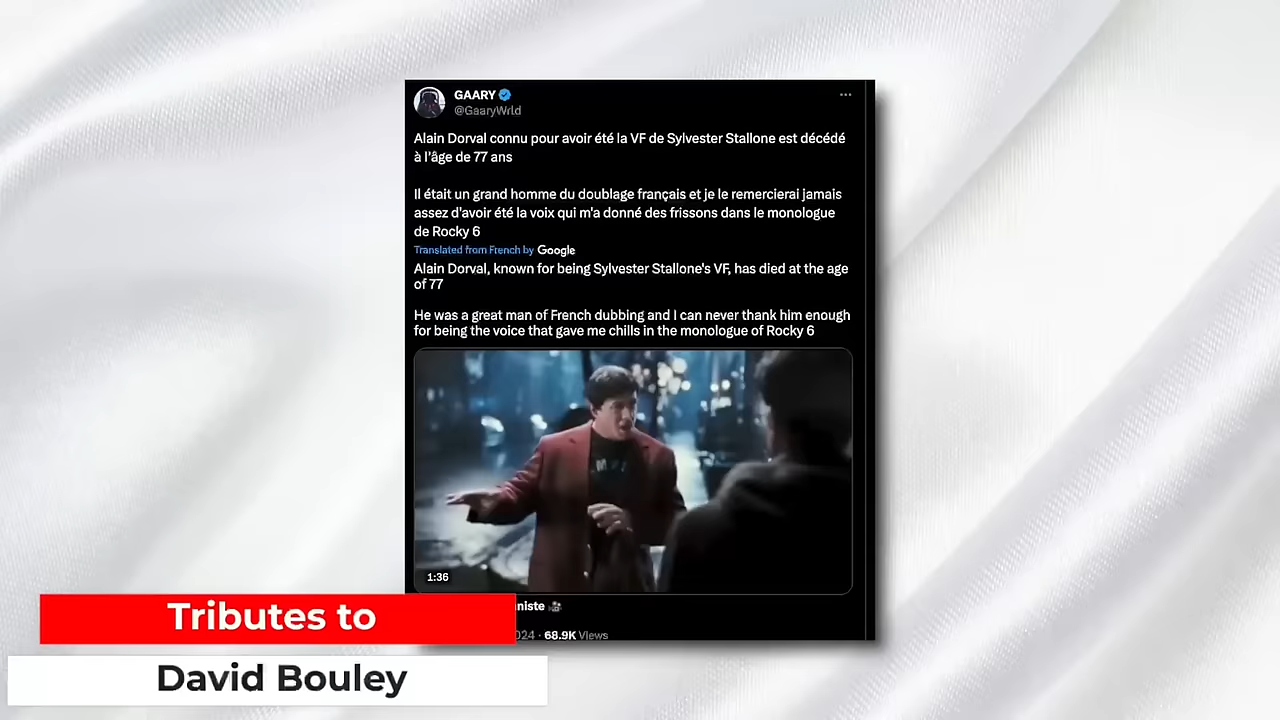 GAARY
@GaaryWrld
Alain Dorval connu pour avoir été la VF de Sylvester Stallone est décédé
à l'âge de 77 ans
Il était un grand homme du doublage français et je le remercierai jamais
assez d'avoir été la voix qui m'a donné des frissons dans le monologue
de Rocky 6
Translated from French by Google
Alain Dorval, known for being Sylvester Stallone's VF, has died at the age
of 77
He was a great man of French dubbing and I can never thank him enough
for being the voice that gave me chills in the monologue of Rocky 6
1:36
niste
024 · 68.9K Views
Tributes to
David Bouley